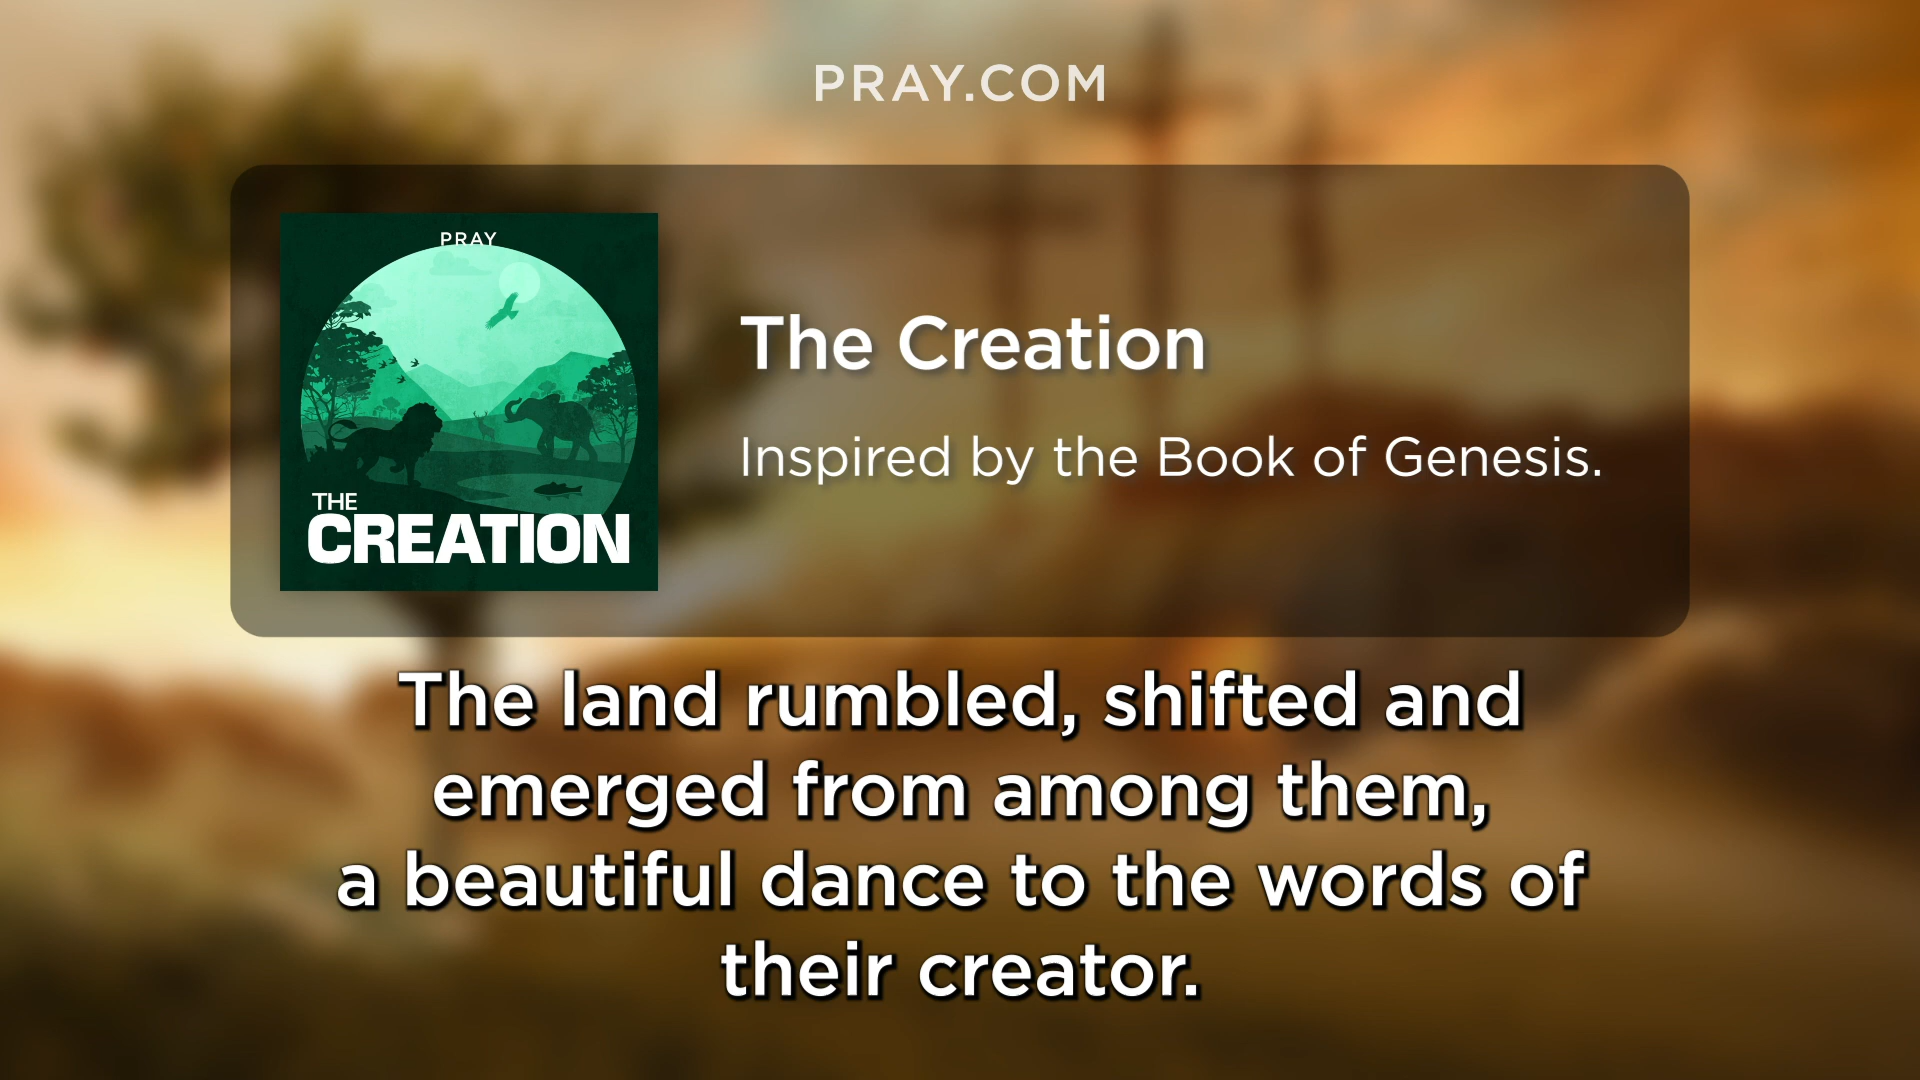 PRAY.COM
PRAY
THE
CREATION
The Creation
Inspired by the Book of Genesis.
The land rumbled, shifted and
emerged from among them,
a beautiful dance to the words of
their creator.